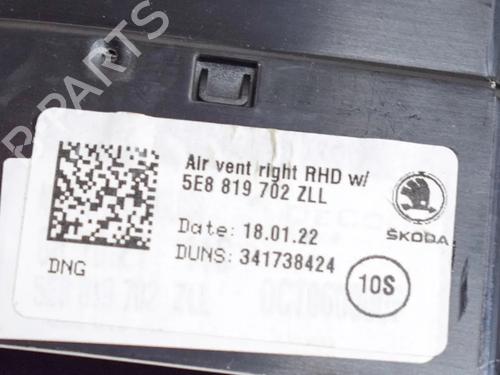 PARTS
Air vent right RHD w/
5E8 819 702 ZLL
Date: 18.01.22
ŠKODA
DUNS: 341738424
DNG
10S